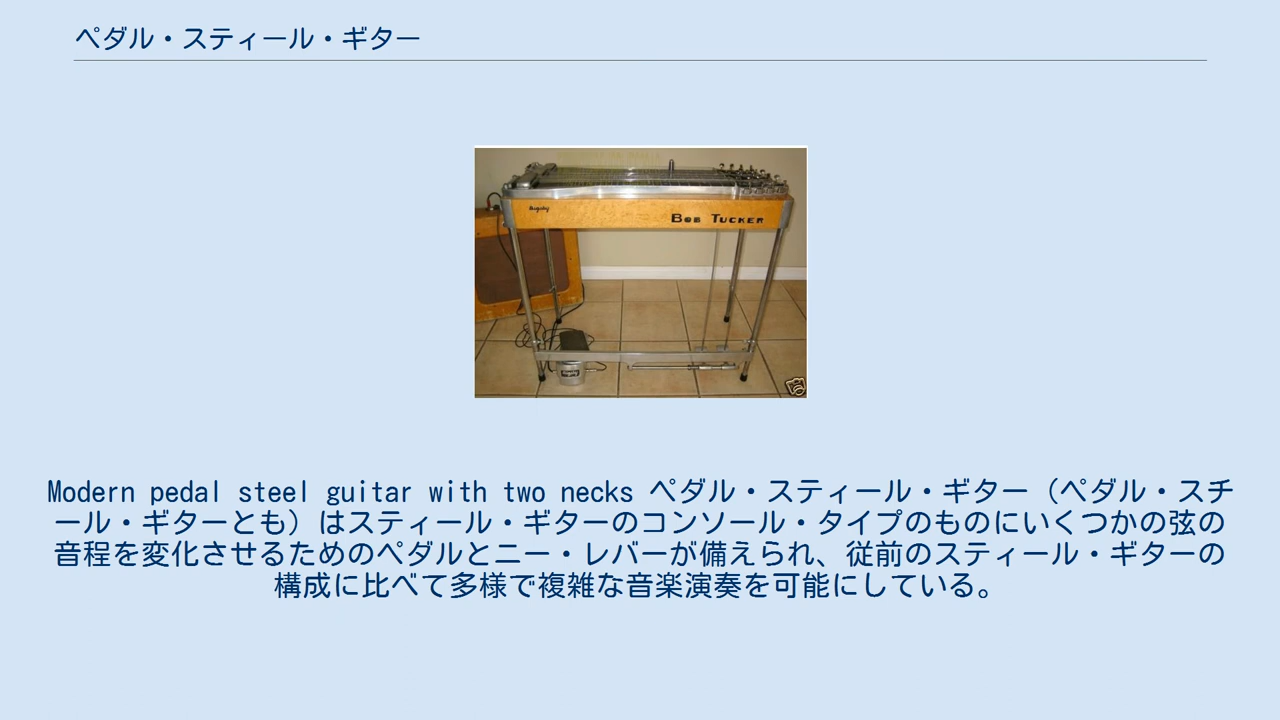 ペダル・スティール・ギター
Bigsby
BOB TUCKER
Modern pedal steel guitar with two necks ペダル・スティール・ギター（ペダル・スチ
ール・ギターとも）はスティール・ギターのコンソール・タイプのものにいくつかの弦の
音程を変化させるためのペダルとニー・レバーが備えられ、従前のスティール・ギターの
構成に比べて多様で複雑な音楽演奏を可能にしている。